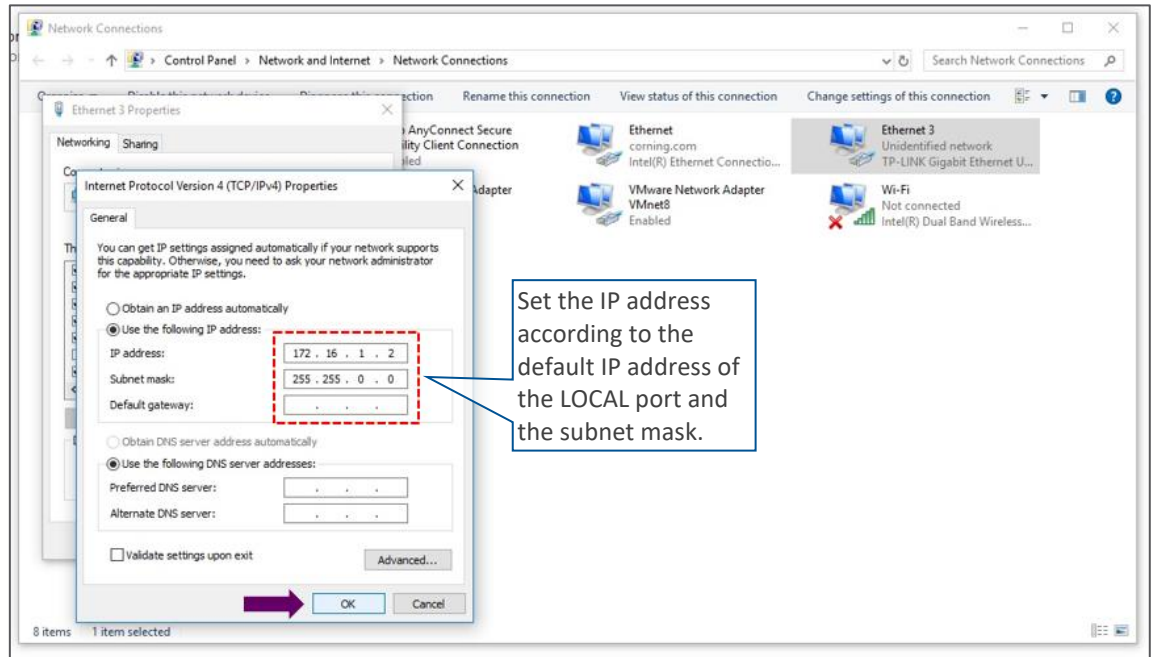 Network Connections
Control Panel > Network and Internet > Network Connections
Search Network Connections
Rename this connection
View status of this connection
Change settings of this connection
Ethernet 3 Properties
Networking
Sharing
AnyConnect Secure
Client Connection
Adapter
Ethernet
corning.com
Intel(R) Ethernet Connectio...
Ethernet 3
Unidentified network
TP-LINK Gigabit Ethernet U...
VMware Network Adapter
VMnet8
Enabled
Wi-Fi
Not connected
Intel(R) Dual Band Wireless...
Internet Protocol Version 4 (TCP/IPv4) Properties
General
You can get IP settings assigned automatically if your network supports
this capability. Otherwise, you need to ask your network administrator
for the appropriate IP settings.
Obtain an IP address automatically
Use the following IP address:
IP address:
172 . 16 . 1 . 2
Subnet mask:
255 . 255 . 0 . 0
Default gateway:
. . .
Obtain DNS server address automatically
Use the following DNS server addresses:
Preferred DNS server:
. . .
Alternate DNS server:
. . .
Validate settings upon exit
Advanced...
OK
Cancel
Set the IP address
according to the
default IP address of
the LOCAL port and
the subnet mask.
8 items
1 item selected